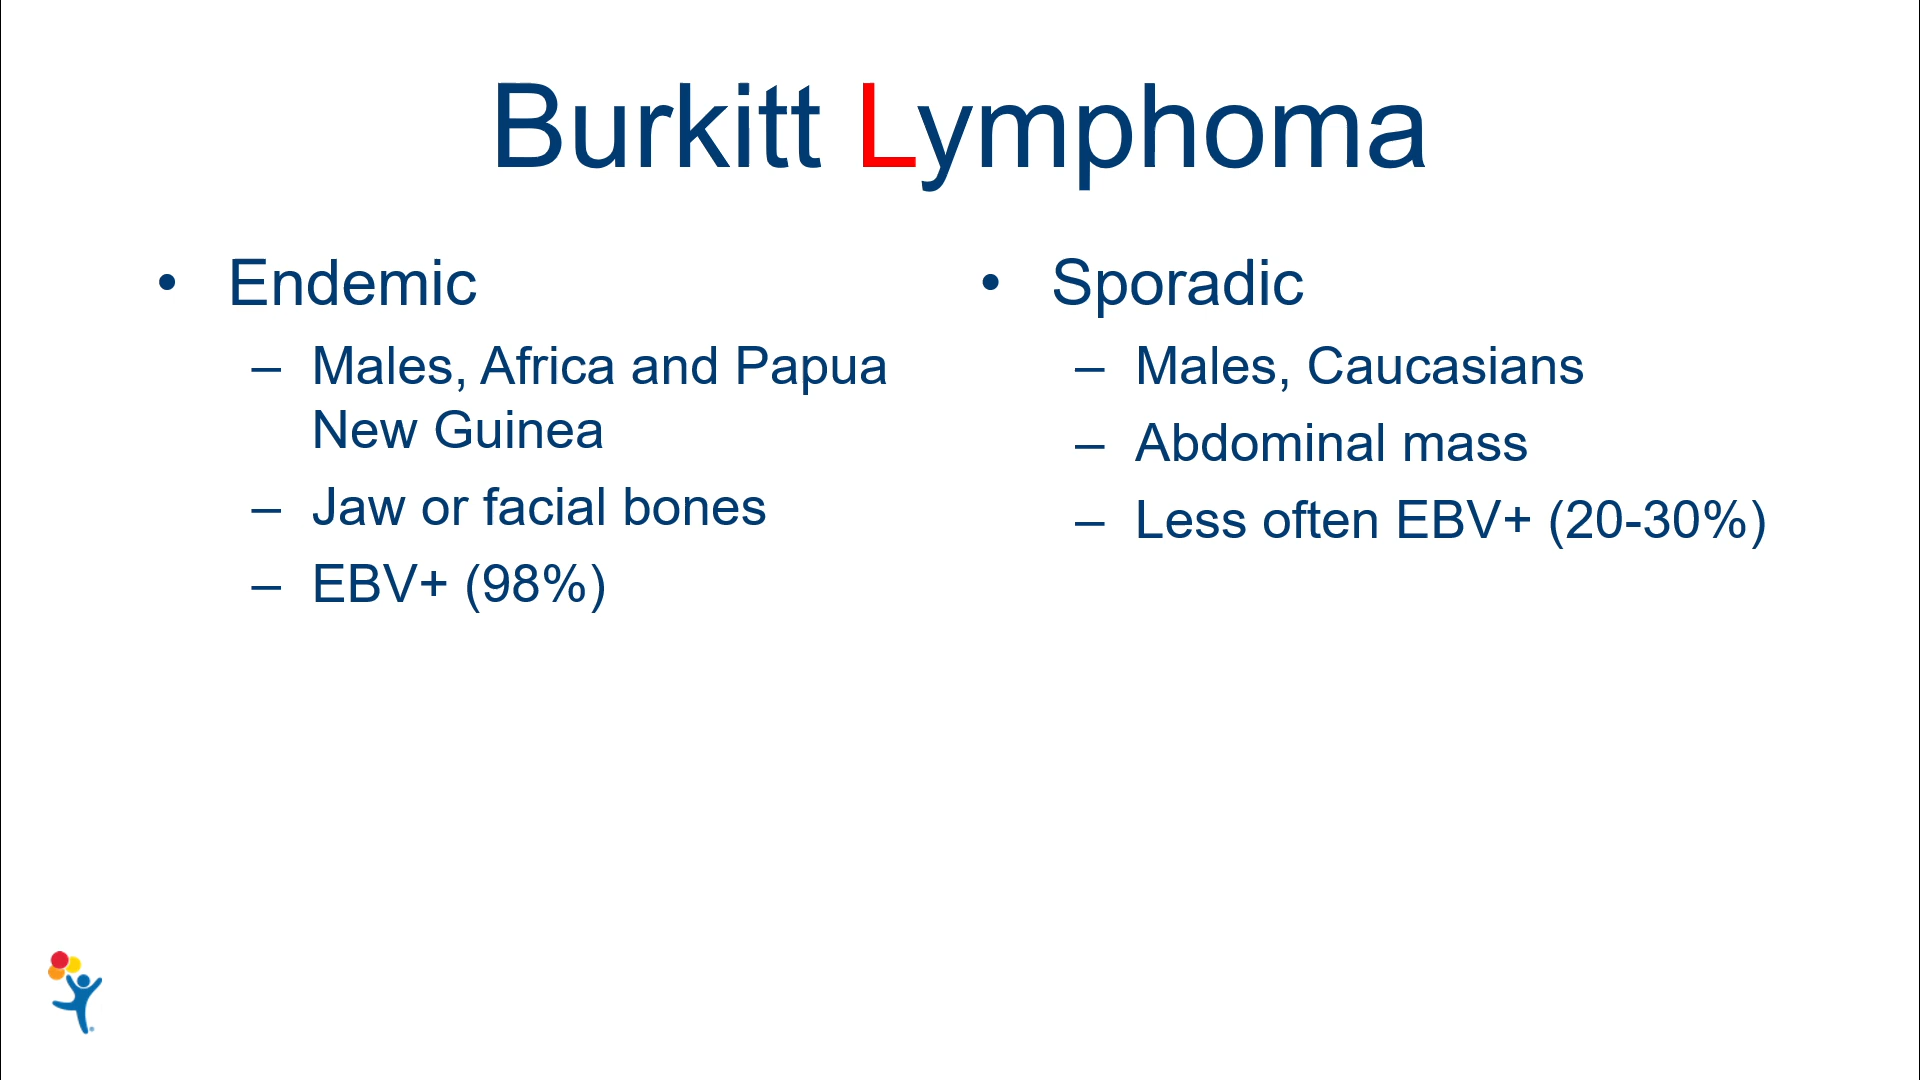 Burkitt Lymphoma
• Endemic
– Males, Africa and Papua
New Guinea
– Jaw or facial bones
– EBV+ (98%)
• Sporadic
– Males, Caucasians
– Abdominal mass
– Less often EBV+ (20-30%)